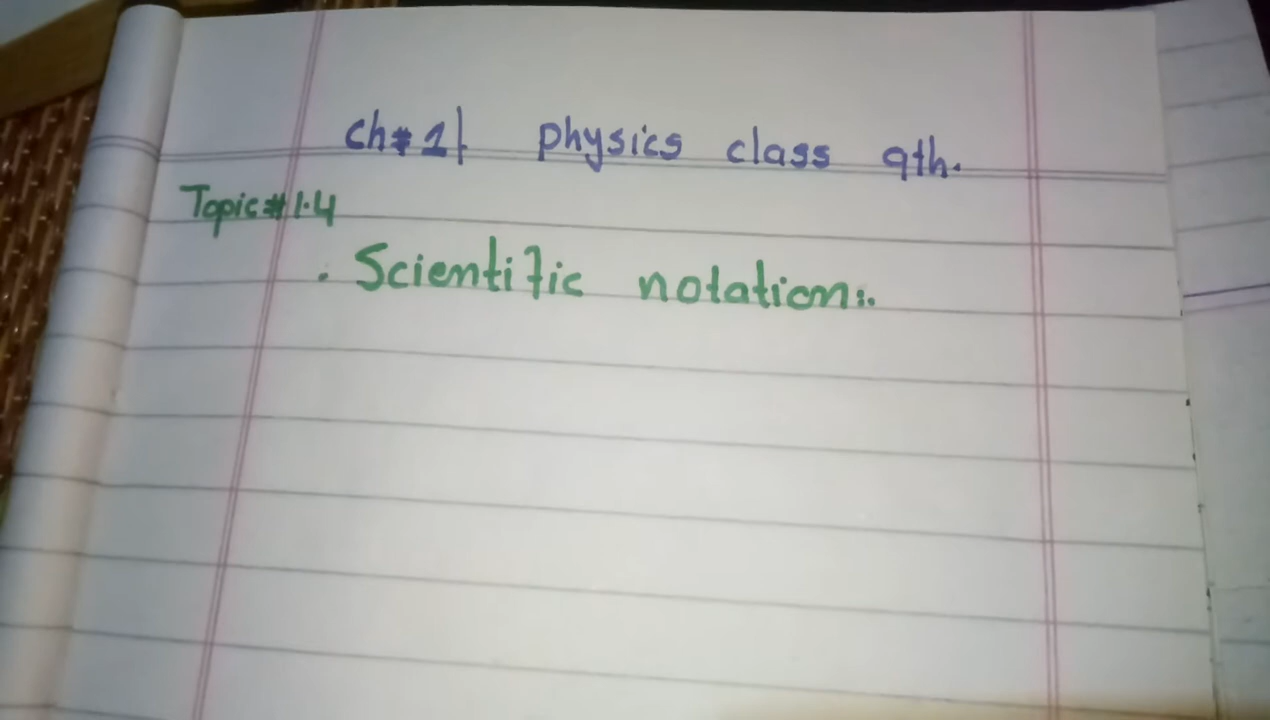 ch# 1| physics class 9th.
Topic# 1.4
. Scientific notation:.